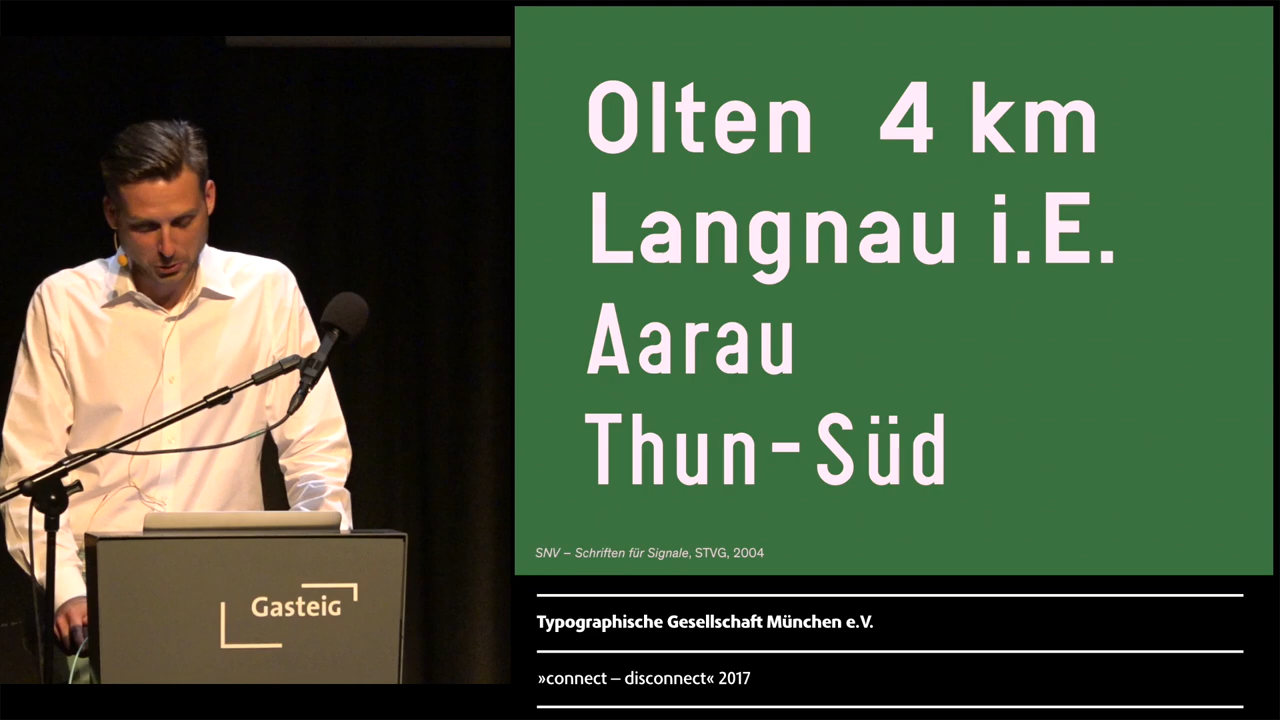 Olten 4 km
Langnau i.E.
Aarau
Thun-Süd
SNV – Schriften für Signale, STVG, 2004
Gasteig
Typographische Gesellschaft München e.V.
»connect – disconnect« 2017